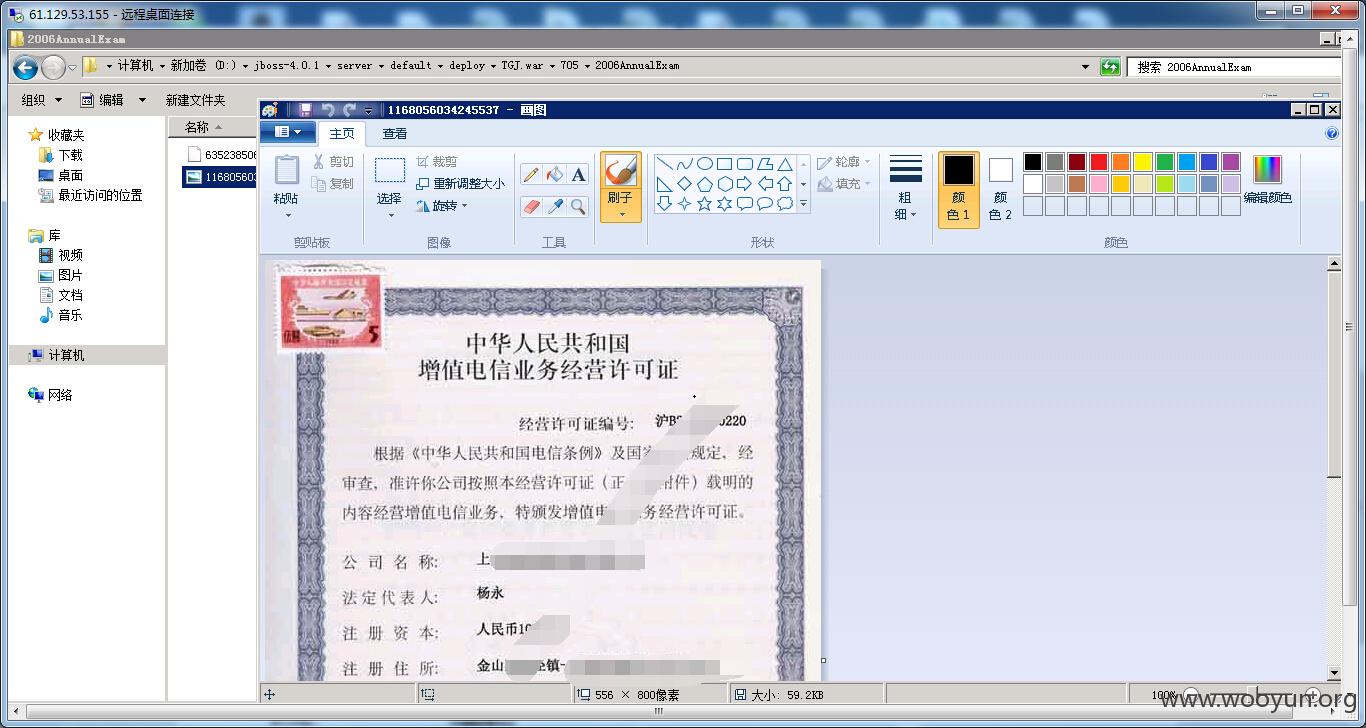 61.129.53.155 - 远程桌面连接
2006AnnualExam
计算机 新加卷 (D:) jboss-4.0.1 server default deploy TGJ.war 705 2006AnnualExam
搜索 2006AnnualExam
组织 编辑 新建文件夹
收藏夹
下载
桌面
最近访问的位置
库
视频
图片
文档
音乐
计算机
网络
名称
1168056034245537 - 画图
主页 查看
粘贴
剪切
复制
剪贴板
选择
裁剪
重新调整大小
旋转
图像
A
工具
刷子
轮廓
填充
形状
粗细
颜色 1
颜色 2
编辑颜色
颜色
5
中华人民共和国
增值电信业务经营许可证
经营许可证编号: 沪B2 0220
根据《中华人民共和国电信条例》及国家 规定，经
审查，准许你公司按照本经营许可证（正 附件）载明的
内容经营增值电信业务，特颁发增值电 务经营许可证。
公司名称: 上
法定代表人: 杨永
注册资本: 人民币10
注册住所: 金山 镇
556 × 800像素
大小: 59.2KB
100%
www.wobyun.org